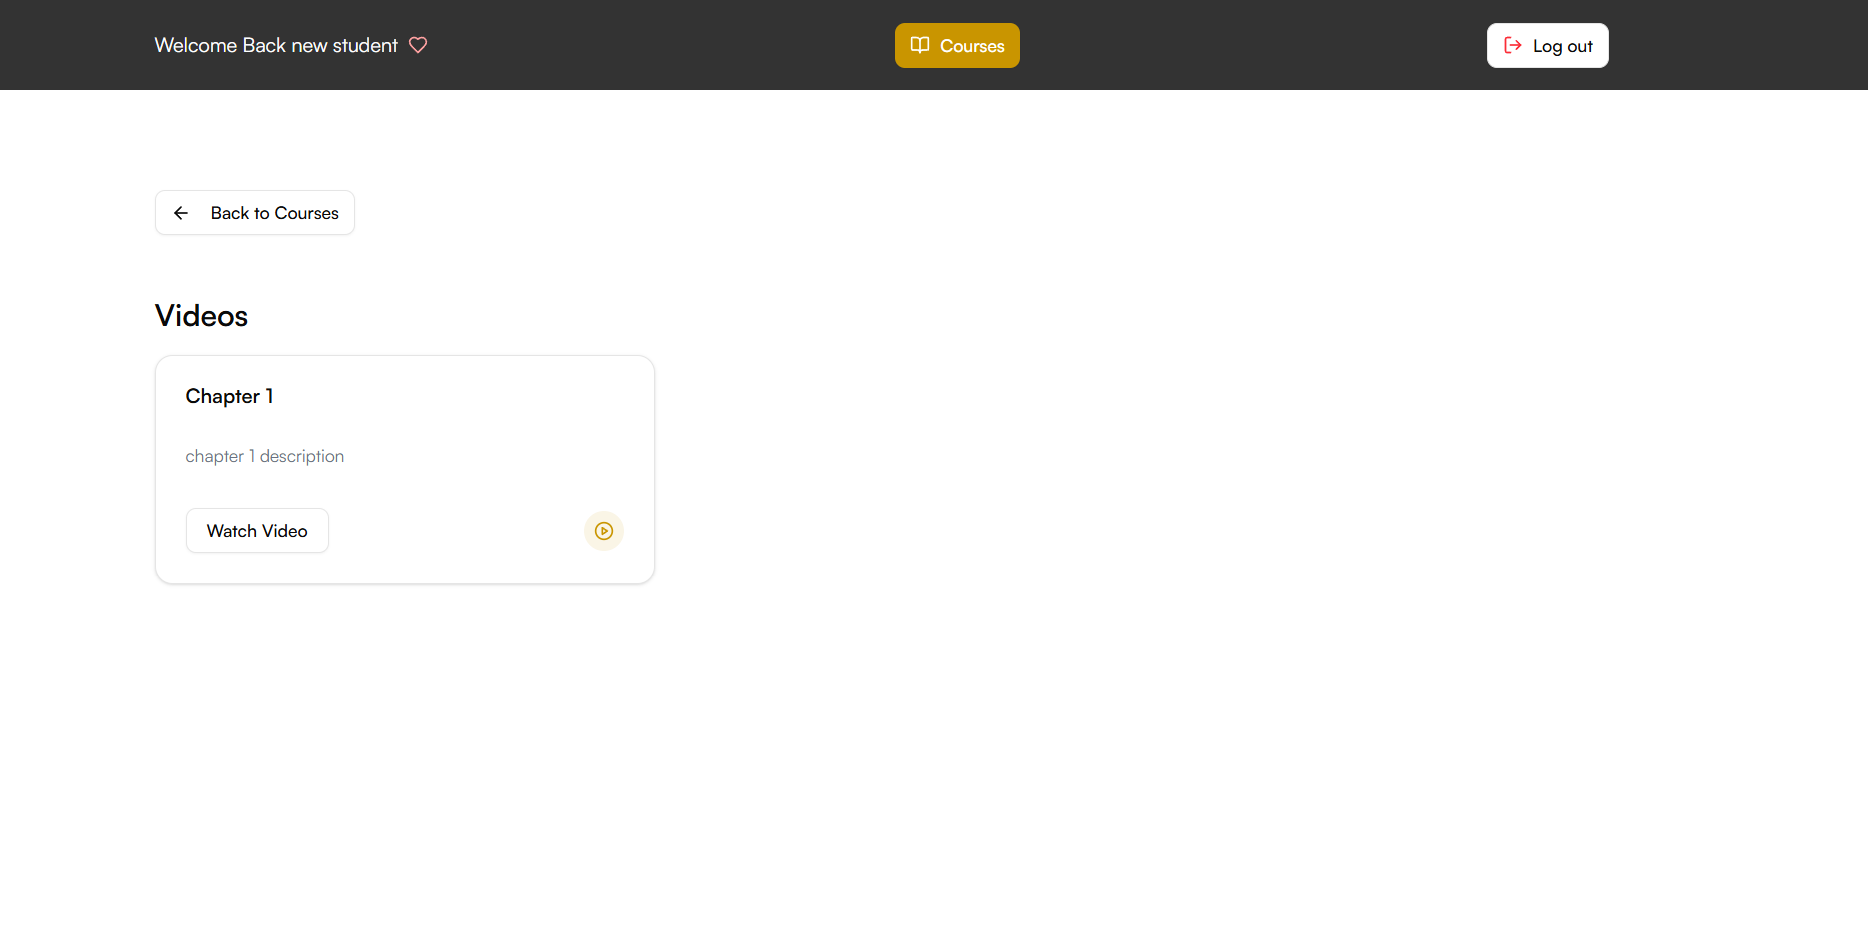 Welcome Back new student
Courses
Log out
Back to Courses
Videos
Chapter 1
chapter 1 description
Watch Video